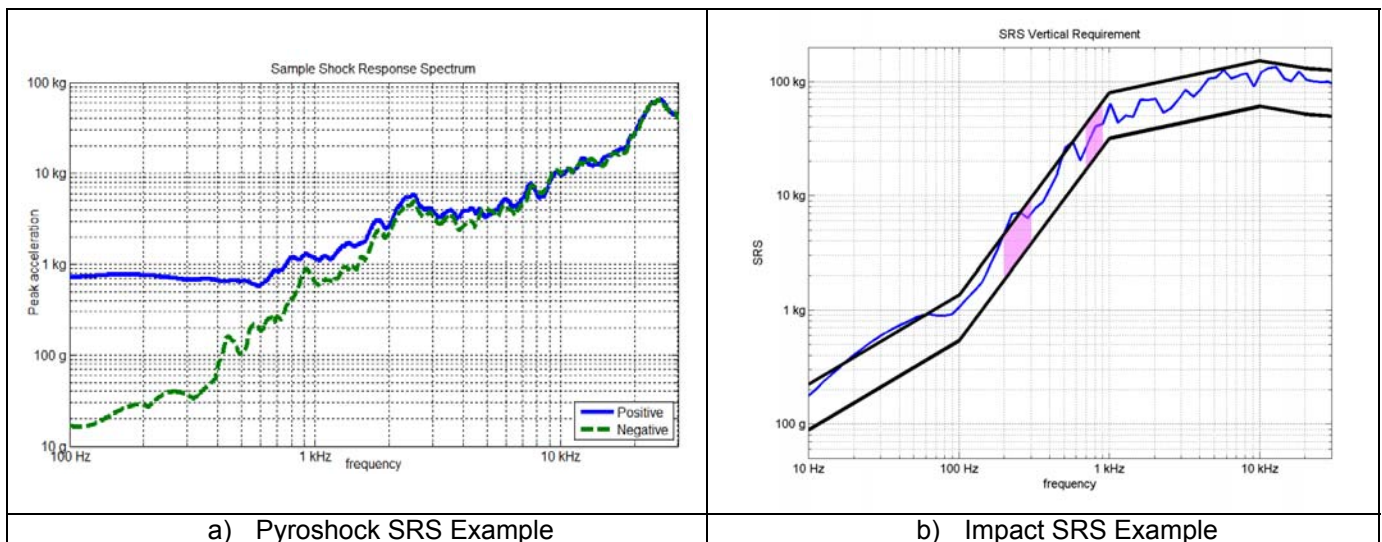 Sample Shock Response Spectrum
100 kg
10 kg
1 kg
100 g
10 g
Peak acceleration
100 Hz
1 kHz
10 kHz
frequency
Positive
Negative
a) Pyroshock SRS Example
SRS Vertical Requirement
100 kg
10 kg
1 kg
100 g
SRS
10 Hz
100 Hz
1 kHz
10 kHz
frequency
b) Impact SRS Example